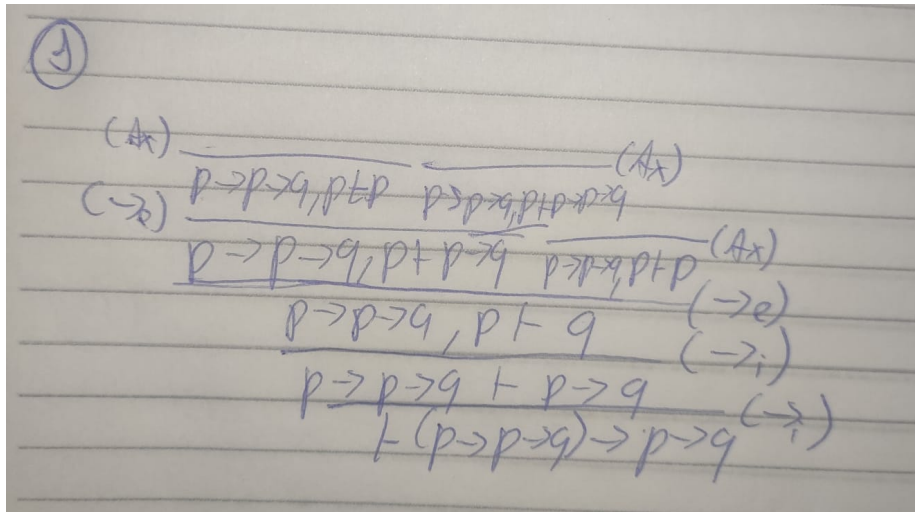 ①
(Ax) p→p→q, p ⊢ p p→p→q, p ⊢ p→p→q (Ax)
(→e) p→p→q, p ⊢ p→q p→p→q, p ⊢ p (Ax)
p→p→q, p ⊢ q (→e)
p→p→q ⊢ p→q (→i)
⊢ (p→p→q)→p→q (→i)